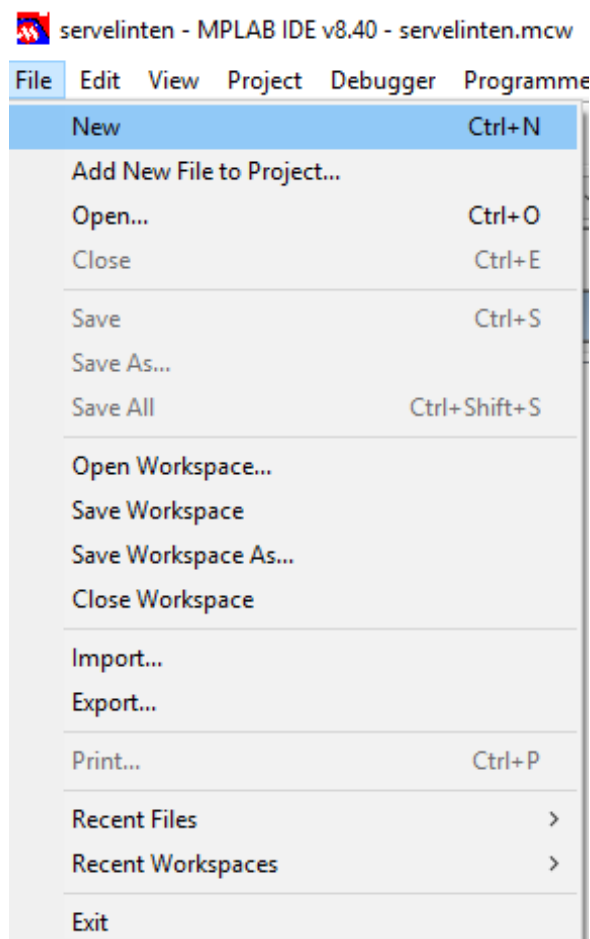 servelinten - MPLAB IDE v8.40 - servelinten.mcw
File Edit View Project Debugger Programme
New Ctrl+N
Add New File to Project...
Open... Ctrl+O
Close Ctrl+E
Save Ctrl+S
Save As...
Save All Ctrl+Shift+S
Open Workspace...
Save Workspace
Save Workspace As...
Close Workspace
Import...
Export...
Print... Ctrl+P
Recent Files
Recent Workspaces
Exit